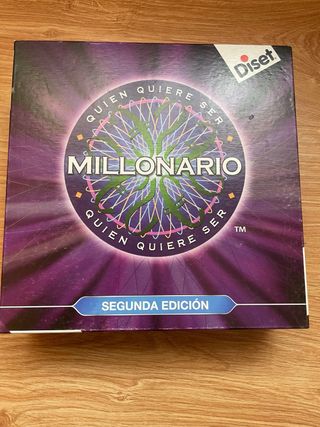 Diset
QUIEN QUIERE SER
MILLONARIO
QUIEN QUIERE SER
TM
SEGUNDA EDICIÓN